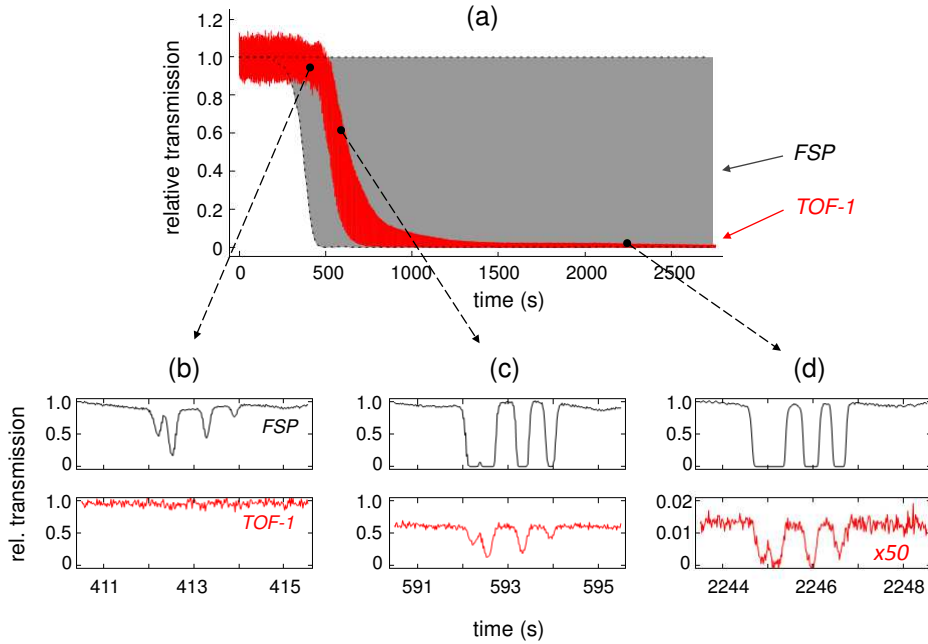 (a)
relative transmission
1.2
1.0
0.8
0.6
0.4
0.2
0
0 500 1000 1500 2000 2500
time (s)
FSP
TOF-1
(b) (c) (d)
rel. transmission
1.0
0.5
0
FSP
1.0
0.5
0
1.0
0.5
0
1.0
0.5
0
TOF-1
411 413 415
1.0
0.5
0
591 593 595
0.02
0.01
0
x50
2244 2246 2248
time (s)